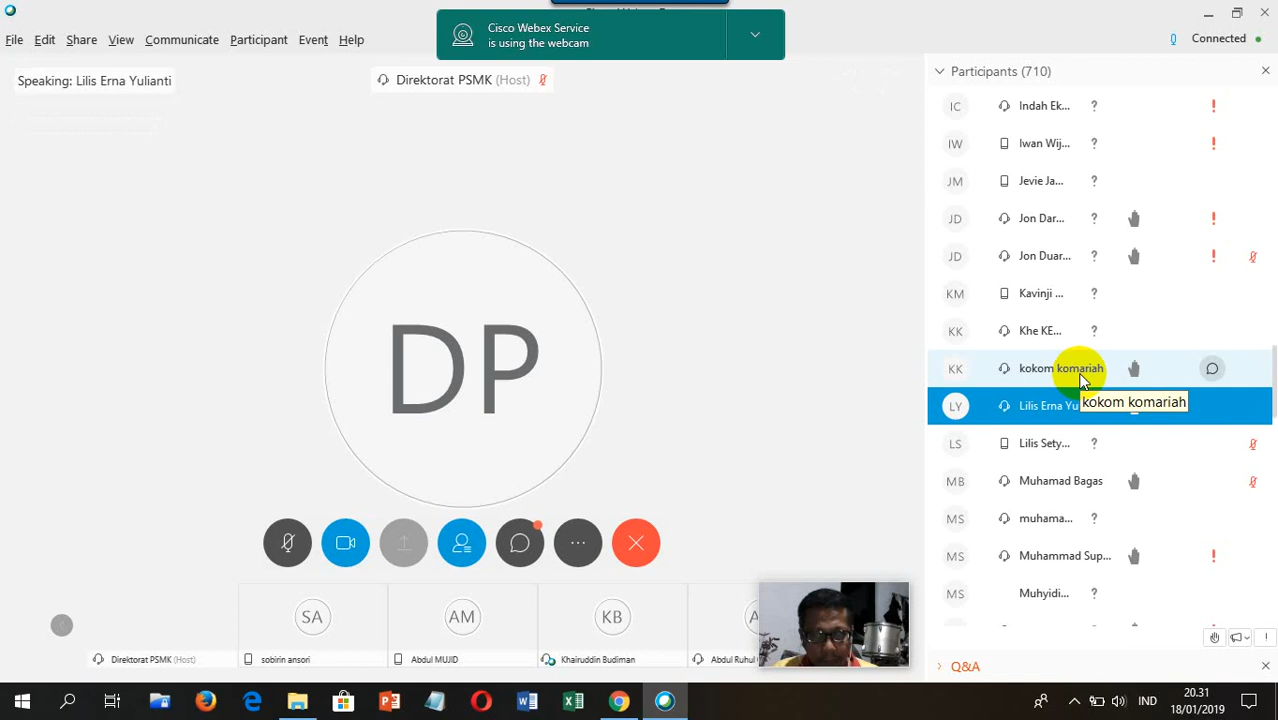 Cisco Webex Service
is using the webcam
File Edit Share View Communicate Participant Event Help
Connected
Speaking: Lilis Erna Yulianti
Direktorat PSMK (Host)
DP
SA
AM
KB
Direktorat PSMK (Host)
sobirin ansori
Abdul MUJID
Khairuddin Budiman
Abdul Ruhul
Participants (710)
IC Indah Ek... ? !
IW Iwan Wij... ? !
JM Jevie Ja... ?
JD Jon Dar... ? !
JD Jon Duar... ? !
KM Kavinji ... ?
KK Khe KE... ?
KK kokom komariah
LY Lilis Erna Yu
kokom komariah
LS Lilis Sety... ?
MB Muhamad Bagas
MS muhama... ?
MS Muhammad Sup... !
MS Muhyidi... ?
Q&A
IND
20.31
18/01/2019